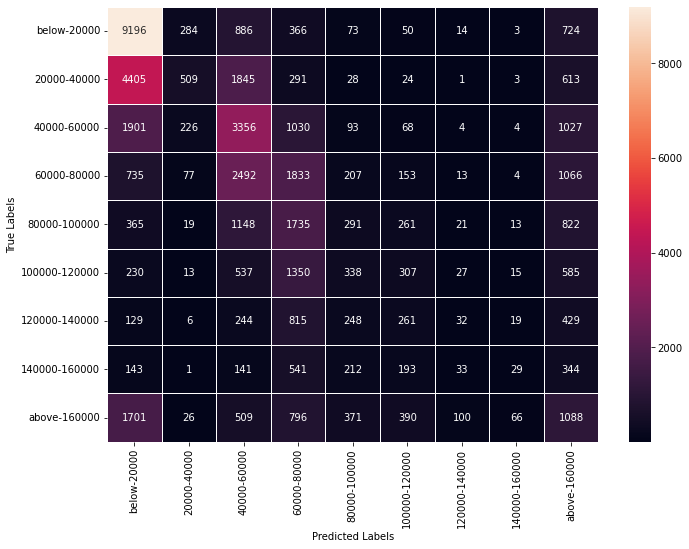 below-20000 9196 284 886 366 73 50 14 3 724
20000-40000 4405 509 1845 291 28 24 1 3 613
40000-60000 1901 226 3356 1030 93 68 4 4 1027
60000-80000 735 77 2492 1833 207 153 13 4 1066
80000-100000 365 19 1148 1735 291 261 21 13 822
100000-120000 230 13 537 1350 338 307 27 15 585
120000-140000 129 6 244 815 248 261 32 19 429
140000-160000 143 1 141 541 212 193 33 29 344
above-160000 1701 26 509 796 371 390 100 66 1088
True Labels
below-20000 20000-40000 40000-60000 60000-80000 80000-100000 100000-120000 120000-140000 140000-160000 above-160000
Predicted Labels
8000
6000
4000
2000